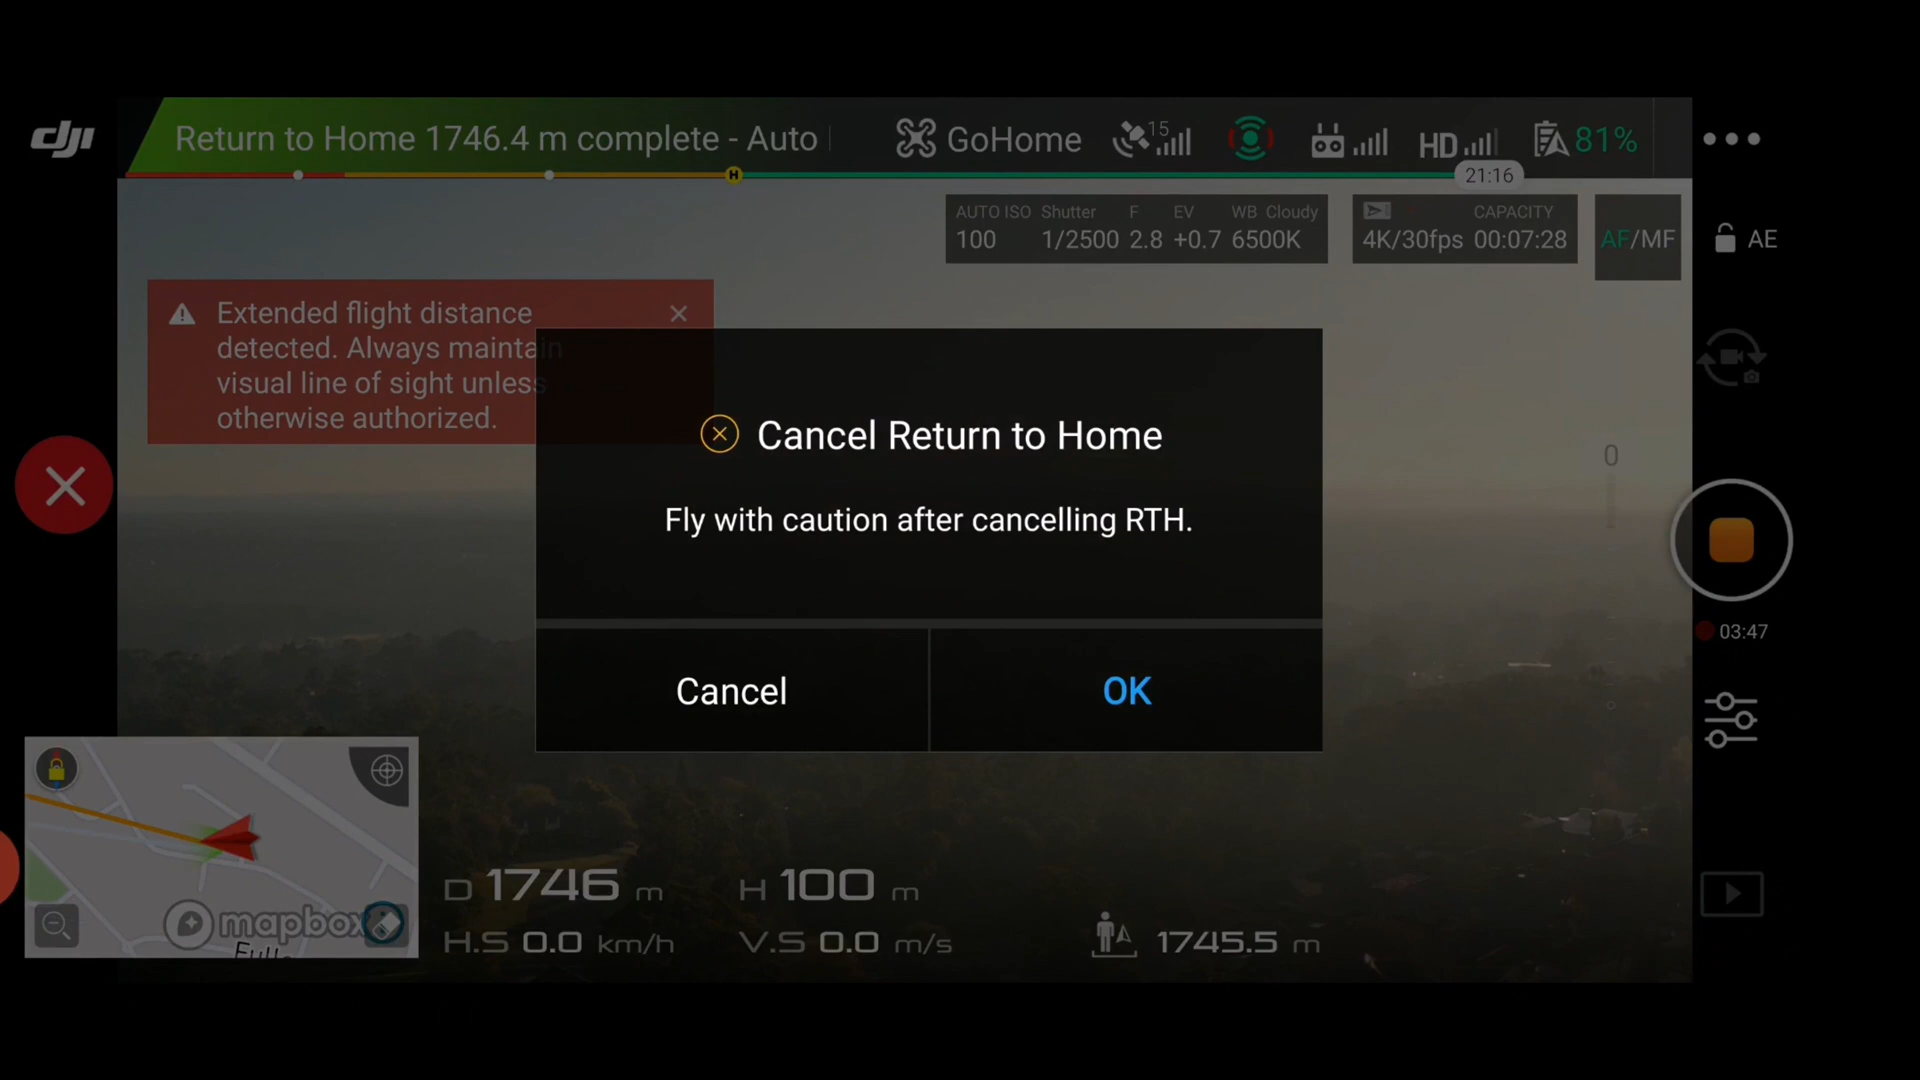 dji
Return to Home 1746.4 m complete - Auto
GoHome
15
HD
81%
21:16
AUTO ISO Shutter F EV WB Cloudy
100 1/2500 2.8 +0.7 6500K
CAPACITY
4K/30fps 00:07:28
AF/MF
AE
Extended flight distance
detected. Always maintain
visual line of sight unless
otherwise authorized.
Cancel Return to Home
Fly with caution after cancelling RTH.
Cancel
OK
0
03:47
H
mapbox
D 1746 m
H 100 m
H.S 0.0 km/h
V.S 0.0 m/s
1745.5 m